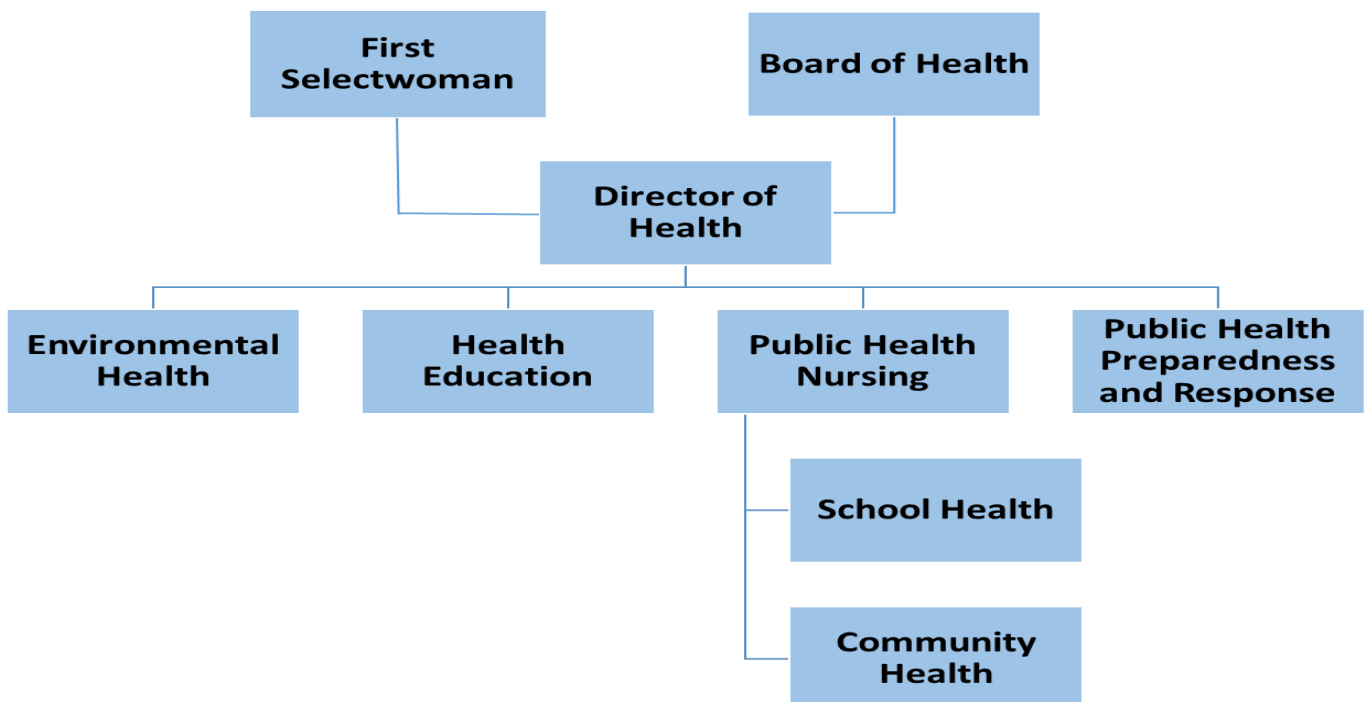 First
Selectwoman
Board of Health
Director of
Health
Environmental
Health
Health
Education
Public Health
Nursing
Public Health
Preparedness
and Response
School Health
Community
Health